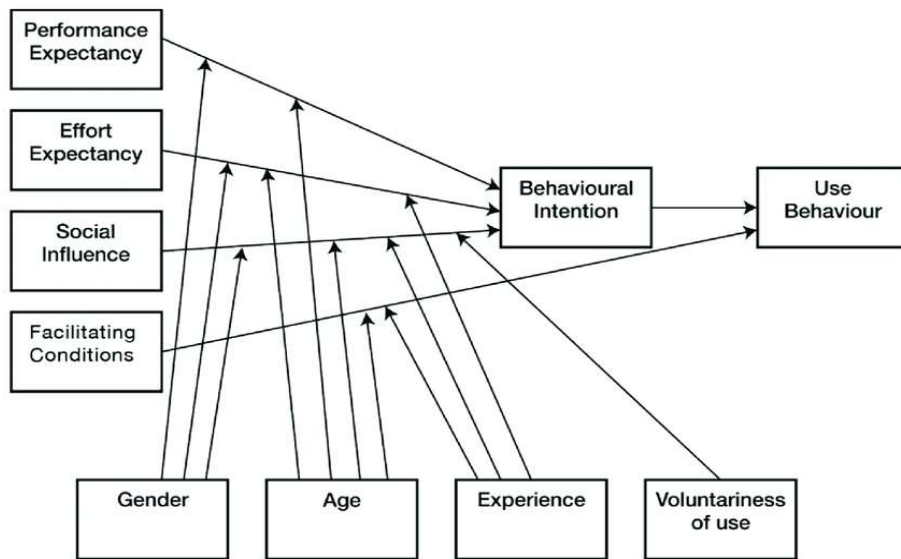 Performance
Expectancy
Effort
Expectancy
Social
Influence
Facilitating
Conditions
Behavioural
Intention
Use
Behaviour
Gender
Age
Experience
Voluntariness
of use